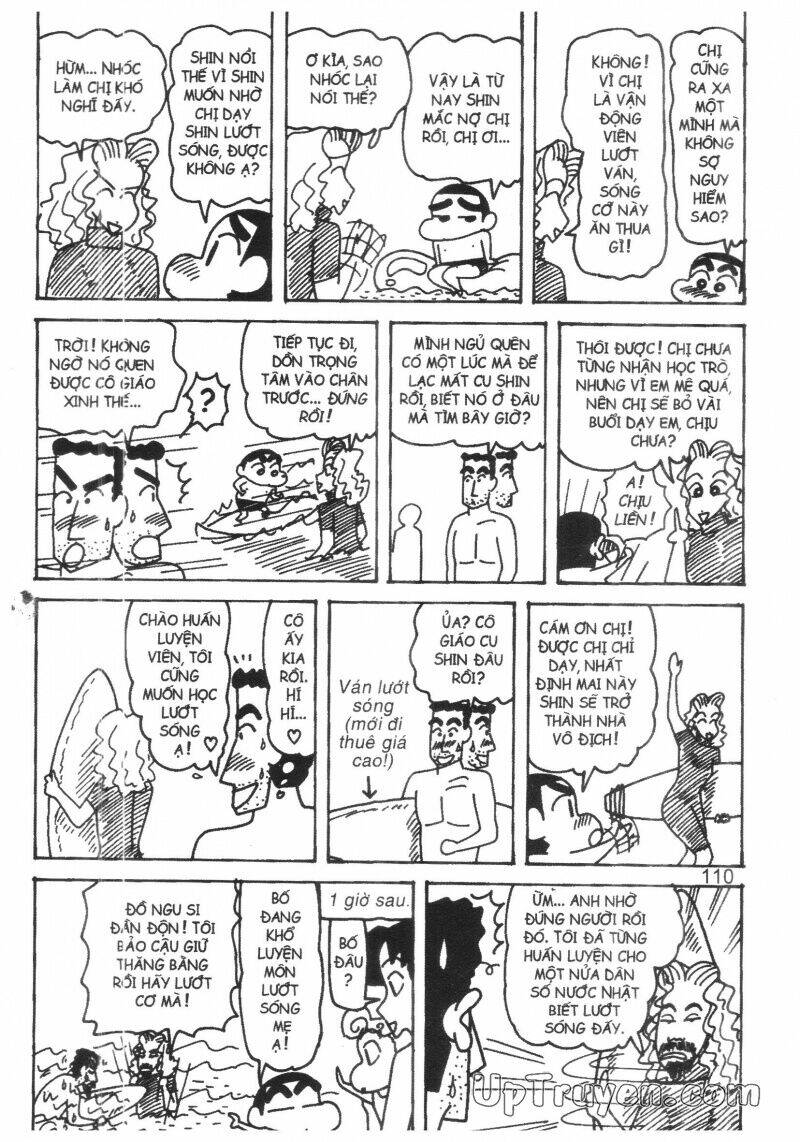 CHỊ
CŨNG
RA XA
MỘT
MÌNH MÀ
KHÔNG
SỢ
NGUY
HIỂM
SAO?
KHÔNG!
VÌ CHỊ
LÀ VẬN
ĐỘNG
VIÊN
LƯỚT
VÁN,
SÓNG
CỠ NÀY
ĂN THUA
GÌ!
VẬY LÀ TỪ
NAY SHIN
MẮC NỢ CHỊ
RỒI, CHỊ ƠI...
Ơ KÌA, SAO
NHÓC LẠI
NÓI THẾ?
SHIN NÓI
THẾ VÌ SHIN
MUỐN NHỜ
CHỊ DẠY
SHIN LƯỚT
SÓNG, ĐƯỢC
KHÔNG Ạ?
HỪM... NHÓC
LÀM CHỊ KHÓ
NGHĨ ĐẤY.
THÔI ĐƯỢC! CHỊ CHƯA
TỪNG NHẬN HỌC TRÒ,
NHƯNG VÌ EM MÊ QUÁ,
NÊN CHỊ SẼ BỎ VÀI
BUỔI DẠY EM, CHỊU
CHƯA?
Ạ!
CHỊU
LIỀN!
MÌNH NGỦ QUÊN
CÓ MỘT LÚC MÀ ĐỂ
LẠC MẤT CU SHIN
RỒI, BIẾT NÓ Ở ĐÂU
MÀ TÌM BÂY GIỜ?
TIẾP TỤC ĐI,
DỒN TRỌNG
TÂM VÀO CHÂN
TRƯỚC... ĐÚNG
RỒI!
?
TRỜI! KHÔNG
NGỜ NÓ QUEN
ĐƯỢC CÔ GIÁO
XINH THẾ...
CÁM ƠN CHỊ!
ĐƯỢC CHỊ CHỈ
DẠY, NHẤT
ĐỊNH MAI NÀY
SHIN SẼ TRỞ
THÀNH NHÀ
VÔ ĐỊCH!
ỦA? CÔ
GIÁO CU
SHIN ĐÂU
RỒI?
Ván lướt
sóng
(mới đi
thuê giá
cao!)
CÔ
ẤY
KIA
RỒI.
HÍ
HÍ...
CHÀO HUẤN
LUYỆN
VIÊN, TÔI
CŨNG
MUỐN HỌC
LƯỚT
SÓNG
Ạ!
110
ỪM... ANH NHỜ
ĐÚNG NGƯỜI RỒI
ĐÓ. TÔI ĐÃ TỪNG
HUẤN LUYỆN CHO
MỘT NỬA DÂN
SỐ NƯỚC NHẬT
BIẾT LƯỚT
SÓNG ĐẤY.
1 giờ sau.
BỐ
ĐÂU
?
BỐ
ĐANG
KHỔ
LUYỆN
MÔN
LƯỚT
SÓNG
MẸ
Ạ!
ĐỒ NGU SI
ĐẦN ĐỘN! TÔI
BẢO CẬU GIỮ
THĂNG BẰNG
RỒI HÃY LƯỚT
CƠ MÀ!
UpTruyen.com